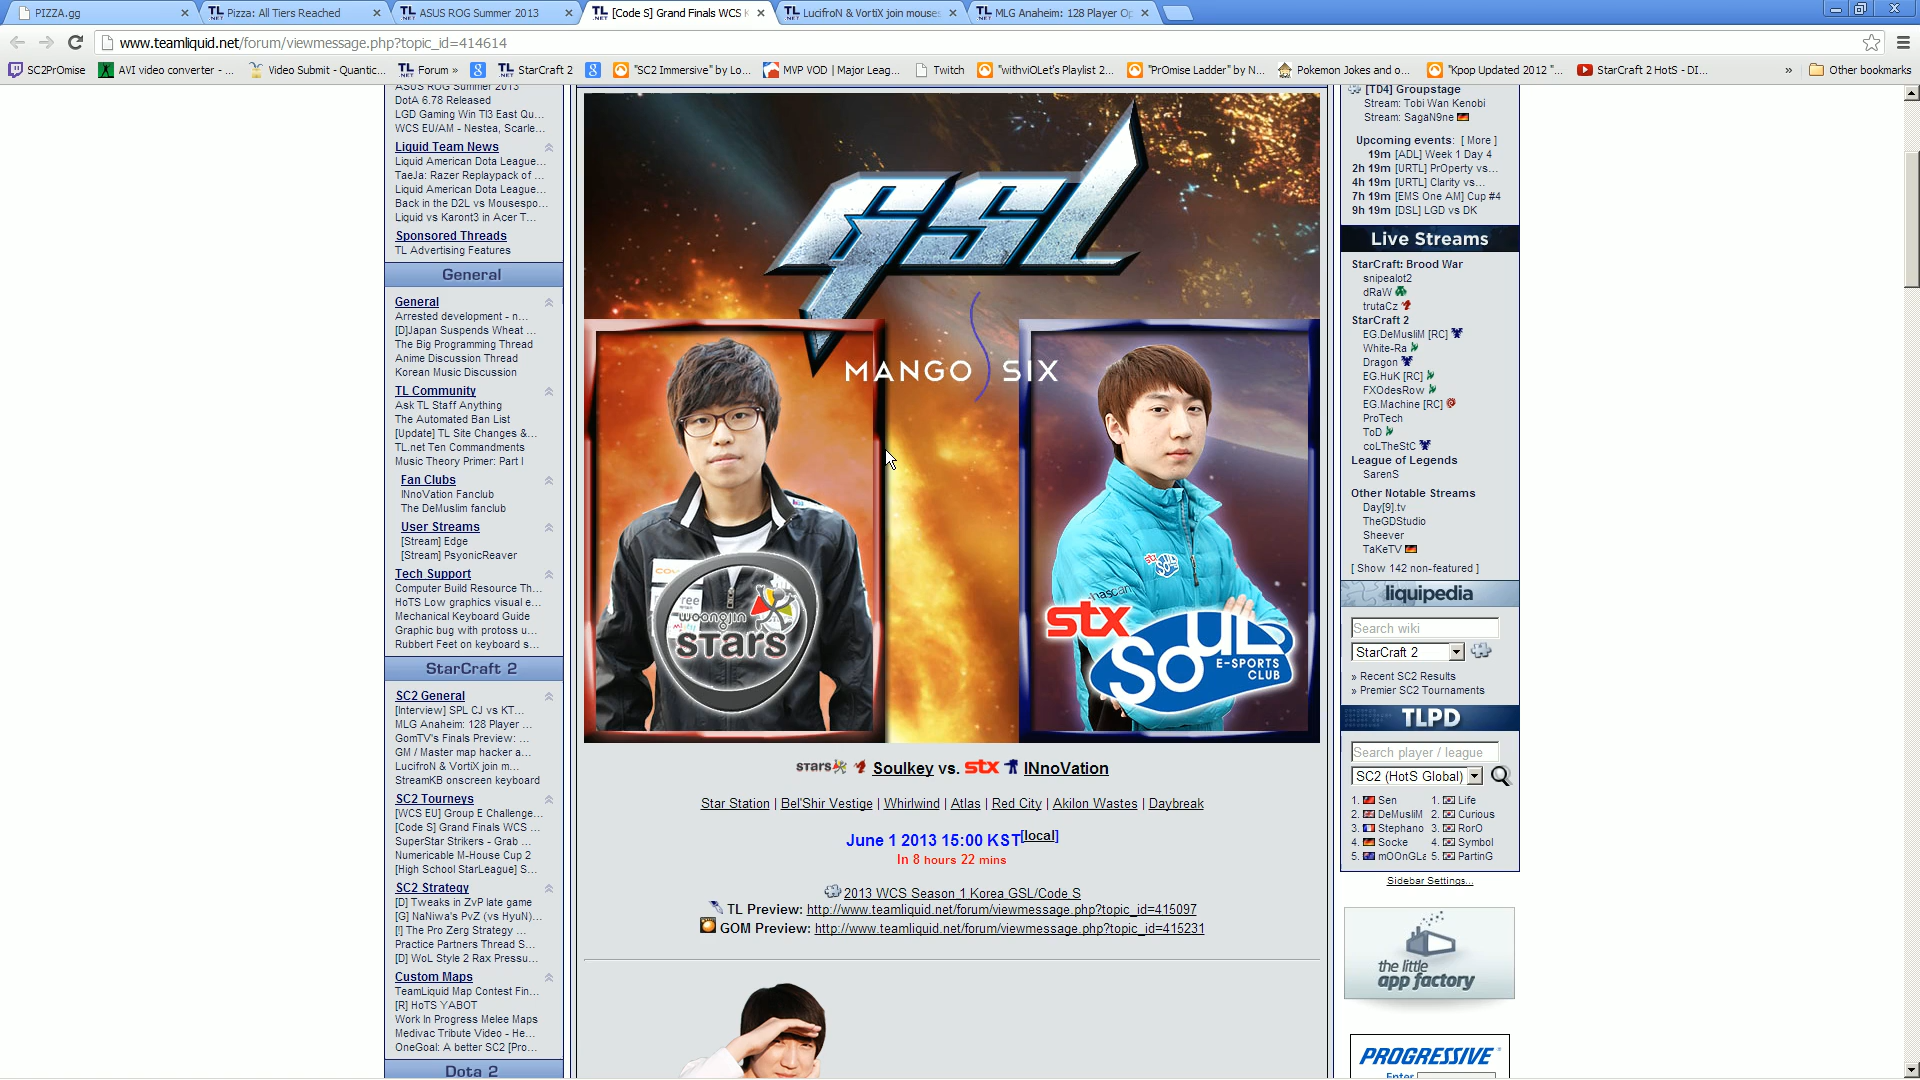 PIZZA.gg
Pizza: All Tiers Reached
ASUS ROG Summer 2013
[Code S] Grand Finals WCS K
LucifroN & VortiX join mouses
MLG Anaheim: 128 Player Op
www.teamliquid.net/forum/viewmessage.php?topic_id=414614
SC2PrOmise
AVI video converter - ...
Video Submit - Quantic...
Forum »
StarCraft 2
"SC2 Immersive" by Lo...
MVP VOD | Major Leag...
Twitch
"withviOLet's Playlist 2...
"PrOmise Ladder" by N...
Pokemon Jokes and o...
"Kpop Updated 2012 "...
StarCraft 2 HotS - DI...
»
Other bookmarks
ASUS ROG Summer 2013
DotA 6.78 Released
LGD Gaming Win TI3 East Qu...
WCS EU/AM - Nestea, Scarle...
Liquid Team News
Liquid American Dota League...
TaeJa: Razer Replaypack of ...
Liquid American Dota League...
Back in the D2L vs Mousespo...
Liquid vs Karont3 in Acer T...
Sponsored Threads
TL Advertising Features
General
General
Arrested development - n...
[D]Japan Suspends Wheat ...
The Big Programming Thread
Anime Discussion Thread
Korean Music Discussion
TL Community
Ask TL Staff Anything
The Automated Ban List
[Update] TL Site Changes &...
TL.net Ten Commandments
Music Theory Primer: Part I
Fan Clubs
INnoVation Fanclub
The DeMuslim fanclub
User Streams
[Stream] Edge
[Stream] PsyonicReaver
Tech Support
Computer Build Resource Th...
HoTS Low graphics visual e...
Mechanical Keyboard Guide
Graphic bug with protoss u...
Rubbert Feet on keyboard s...
StarCraft 2
SC2 General
[Interview] SPL CJ vs KT...
MLG Anaheim: 128 Player ...
GomTV's Finals Preview: ...
GM / Master map hacker a...
LucifroN & VortiX join m...
StreamKB onscreen keyboard
SC2 Tourneys
[WCS EU] Group E Challenge...
[Code S] Grand Finals WCS ...
SuperStar Strikers - Grab ...
Numericable M-House Cup 2
[High School StarLeague] S...
SC2 Strategy
[D] Tweaks in ZvP late game
[G] NaNiwa's PvZ (vs HyuN)...
[!] The Pro Zerg Strategy ...
Practice Partners Thread S...
[D] WoL Style 2 Rax Pressu...
Custom Maps
TeamLiquid Map Contest Fin...
[R] HoTS YABOT
Work In Progress Melee Maps
Medivac Tribute Video - He...
OneGoal: A better SC2 [Pro...
Dota 2
GSL
MANGO SIX
woongjin
STARS
stx
SouL
E-SPORTS
CLUB
STARS Soulkey vs. stx INnoVation
Star Station | Bel'Shir Vestige | Whirlwind | Atlas | Red City | Akilon Wastes | Daybreak
June 1 2013 15:00 KST[local]
In 8 hours 22 mins
2013 WCS Season 1 Korea GSL/Code S
TL Preview: http://www.teamliquid.net/forum/viewmessage.php?topic_id=415097
GOM Preview: http://www.teamliquid.net/forum/viewmessage.php?topic_id=415231
[TD4] Groupstage
Stream: Tobi Wan Kenobi
Stream: SagaN9ne
Upcoming events: [ More ]
19m [ADL] Week 1 Day 4
2h 19m [URTL] PrOperty vs...
4h 19m [URTL] Clarity vs...
7h 19m [EMS One AM] Cup #4
9h 19m [DSL] LGD vs DK
Live Streams
StarCraft: Brood War
snipealot2
dRaW
trutaCz
StarCraft 2
EG.DeMusliM [RC]
White-Ra
Dragon
EG.HuK [RC]
FXOdesRow
EG.Machine [RC]
ProTech
ToD
coLTheStC
League of Legends
SarenS
Other Notable Streams
Day[9].tv
TheGDStudio
Sheever
TaKeTV
[ Show 142 non-featured ]
liquipedia
Search wiki
StarCraft 2
» Recent SC2 Results
» Premier SC2 Tournaments
TLPD
Search player / league
SC2 (HotS Global)
1. Sen 1. Life
2. DeMusliM 2. Curious
3. Stephano 3. RorO
4. Socke 4. Symbol
5. mOOnGLa 5. PartinG
Sidebar Settings...
the little
app factory
PROGRESSIVE
Enter